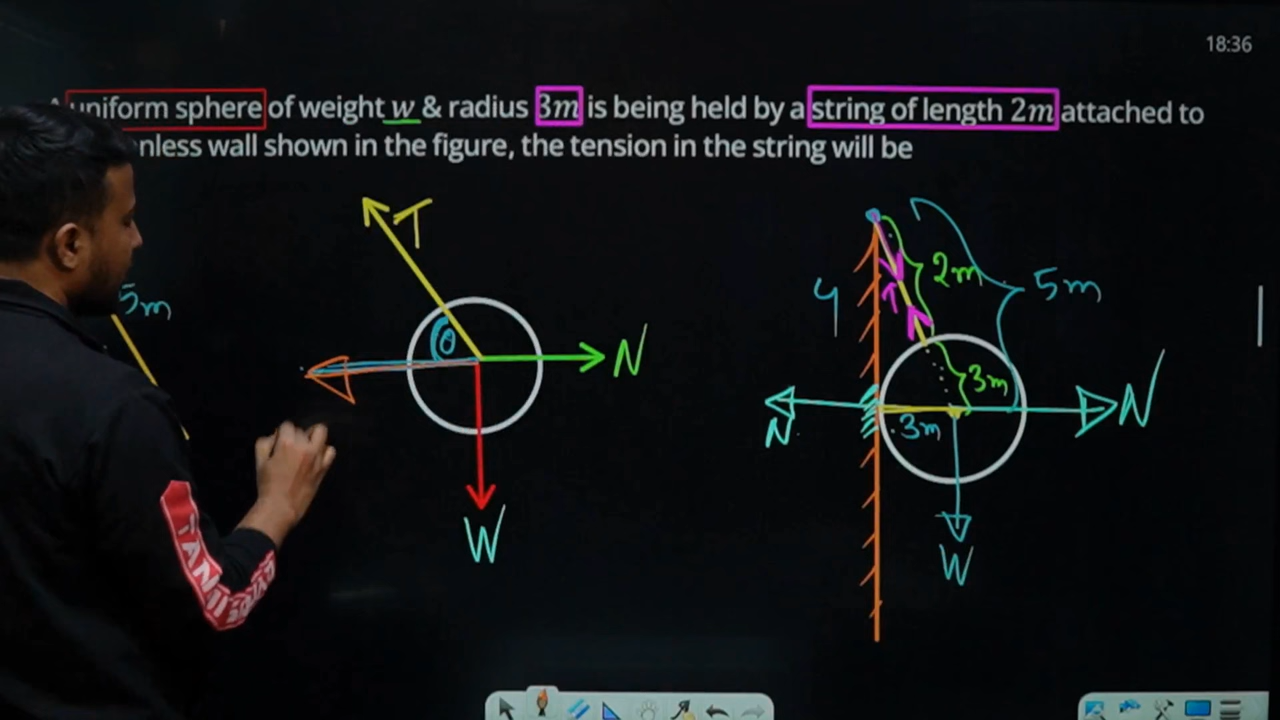 18:36
uniform sphere of weight w & radius 3m is being held by a string of length 2m attached to
nless wall shown in the figure, the tension in the string will be
T
2m
5m
5m
4
T
θ
N
3m
N
3m
N
W
W